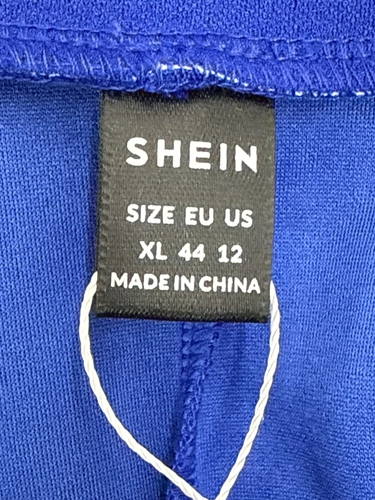 SHEIN
SIZE EU US
XL 44 12
MADE IN CHINA